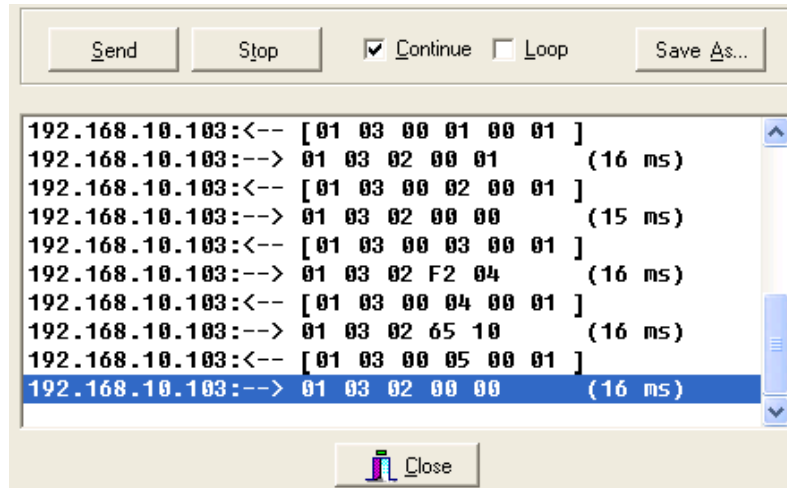 Send Stop Continue Loop Save As...
192.168.10.103:<-- [01 03 00 01 00 01 ]
192.168.10.103:--> 01 03 02 00 01 (16 ms)
192.168.10.103:<-- [01 03 00 02 00 01 ]
192.168.10.103:--> 01 03 02 00 00 (15 ms)
192.168.10.103:<-- [01 03 00 03 00 01 ]
192.168.10.103:--> 01 03 02 F2 04 (16 ms)
192.168.10.103:<-- [01 03 00 04 00 01 ]
192.168.10.103:--> 01 03 02 65 10 (16 ms)
192.168.10.103:<-- [01 03 00 05 00 01 ]
192.168.10.103:--> 01 03 02 00 00 (16 ms)
Close